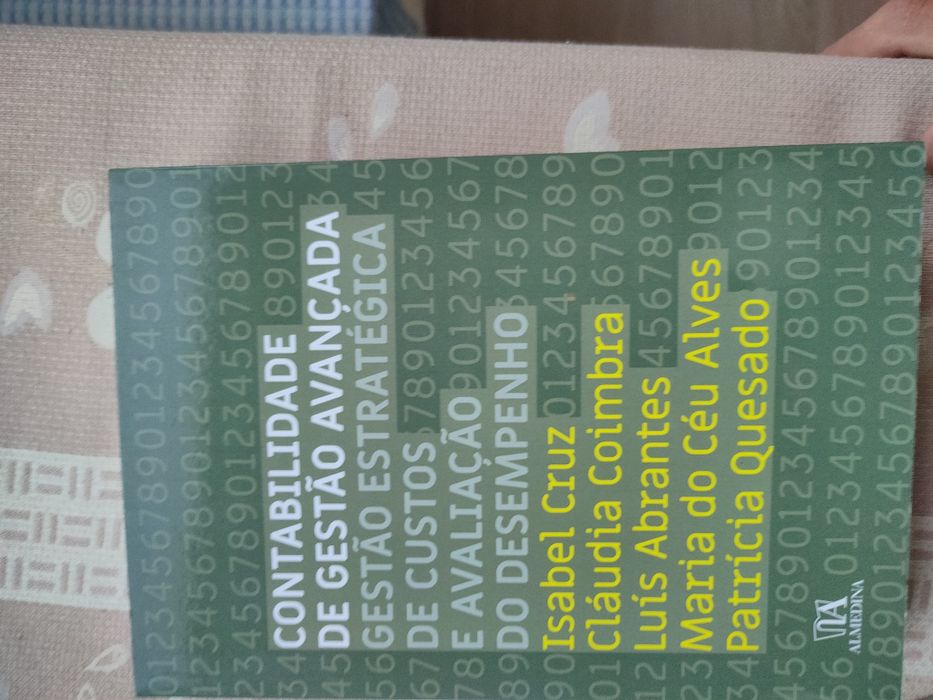 CONTABILIDADE
DE GESTÃO AVANÇADA
GESTÃO ESTRATÉGICA
DE CUSTOS
E AVALIAÇÃO
DO DESEMPENHO
Isabel Cruz
Cláudia Coimbra
Luís Abrantes
Maria do Céu Alves
Patrícia Quesado
ALMEDINA